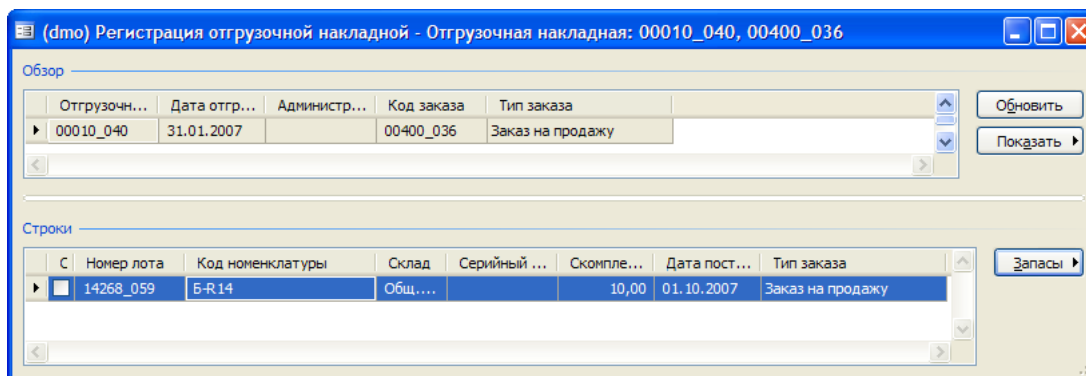 (dmo) Регистрация отгрузочной накладной - Отгрузочная накладная: 00010_040, 00400_036
Обзор
Отгрузочн... Дата отгр... Администр... Код заказа Тип заказа
00010_040 31.01.2007 00400_036 Заказ на продажу
Обновить
Показать
Строки
С Номер лота Код номенклатуры Склад Серийный ... Скомпле... Дата пост... Тип заказа
14268_059 Б-R14 Общ.... 10,00 01.10.2007 Заказ на продажу
Запасы